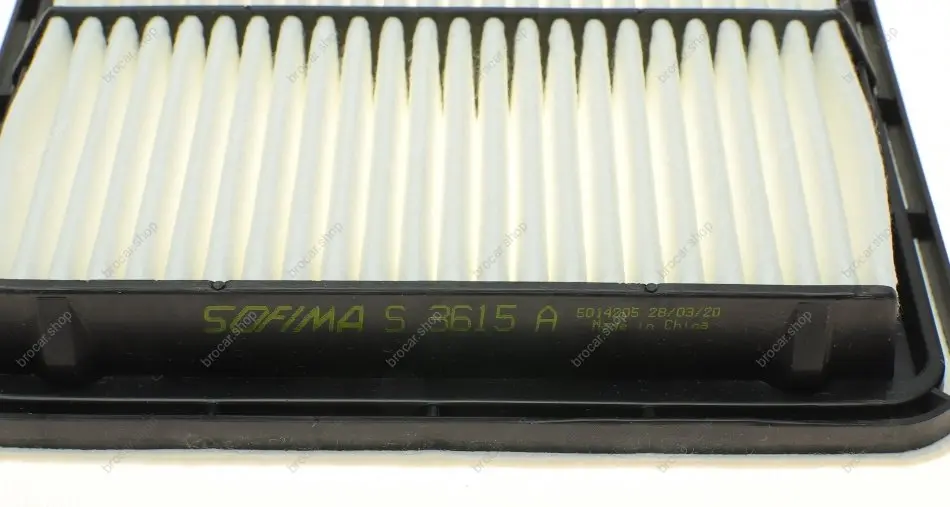 SOFIMA S 3615 A 5014205 28/03/20
Made in China
brocar.shop